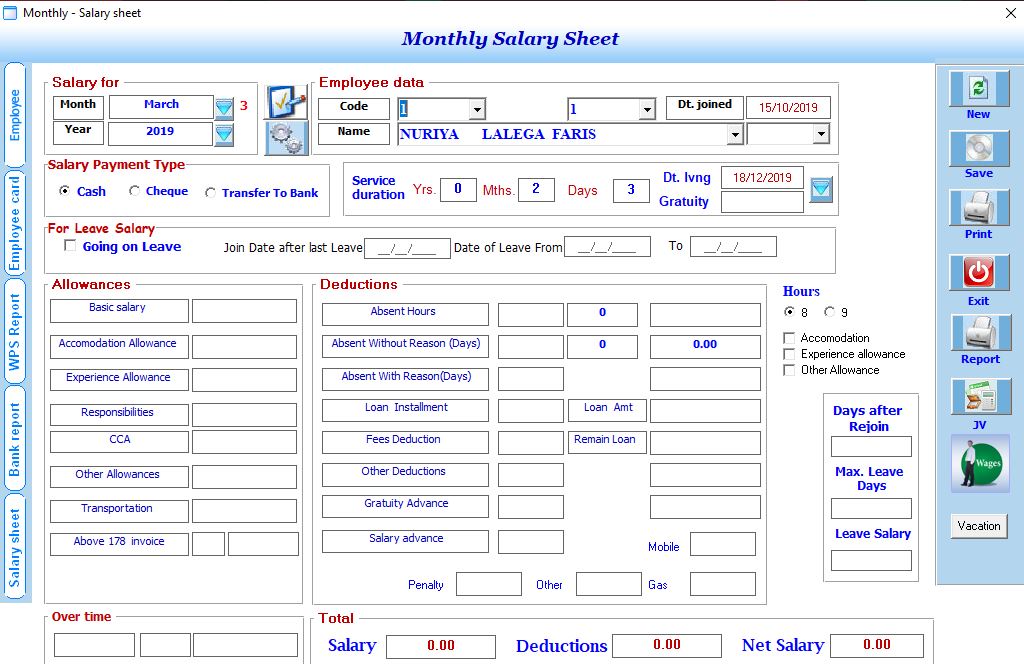 Monthly - Salary sheet
Monthly Salary Sheet
Employee
Employee card
WPS Report
Bank report
Salary sheet
Salary for
Month March 3
Year 2019
Employee data
Code 1 1 Dt. joined 15/10/2019
Name NURIYA LALEGA FARIS
Salary Payment Type
Cash Cheque Transfer To Bank
Service duration Yrs. 0 Mths. 2 Days 3
Dt. lvng 18/12/2019
Gratuity
For Leave Salary
Going on Leave Join Date after last Leave __/__/____ Date of Leave From __/__/____ To __/__/____
Allowances
Basic salary
Accomodation Allowance
Experience Allowance
Responsibilities
CCA
Other Allowances
Transportation
Above 178 invoice
Deductions
Absent Hours 0
Absent Without Reason (Days) 0 0.00
Absent With Reason(Days)
Loan Installment Loan Amt
Fees Deduction Remain Loan
Other Deductions
Gratuity Advance
Salary advance Mobile
Penalty Other Gas
Hours
8 9
Accomodation
Experience allowance
Other Allowance
Days after
Rejoin
Max. Leave
Days
Leave Salary
Over time
Total
Salary 0.00 Deductions 0.00 Net Salary 0.00
New
Save
Print
Exit
Report
JV
Wages
Vacation